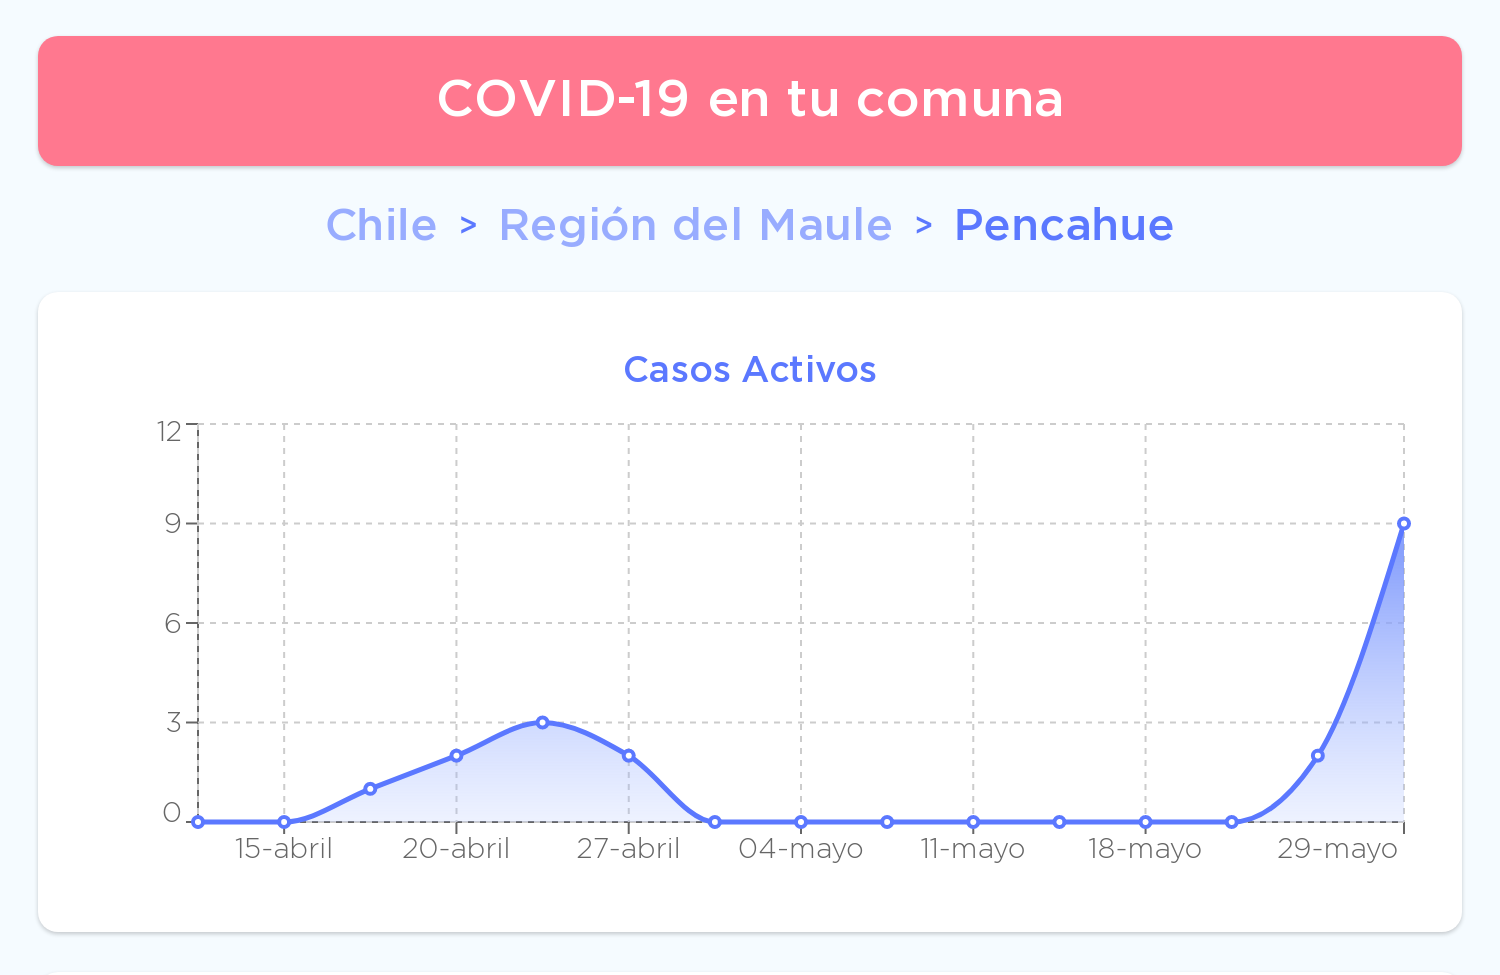 COVID-19 en tu comuna
Chile > Región del Maule > Pencahue
Casos Activos
12
9
6
3
0
15-abril 20-abril 27-abril 04-mayo 11-mayo 18-mayo 29-mayo